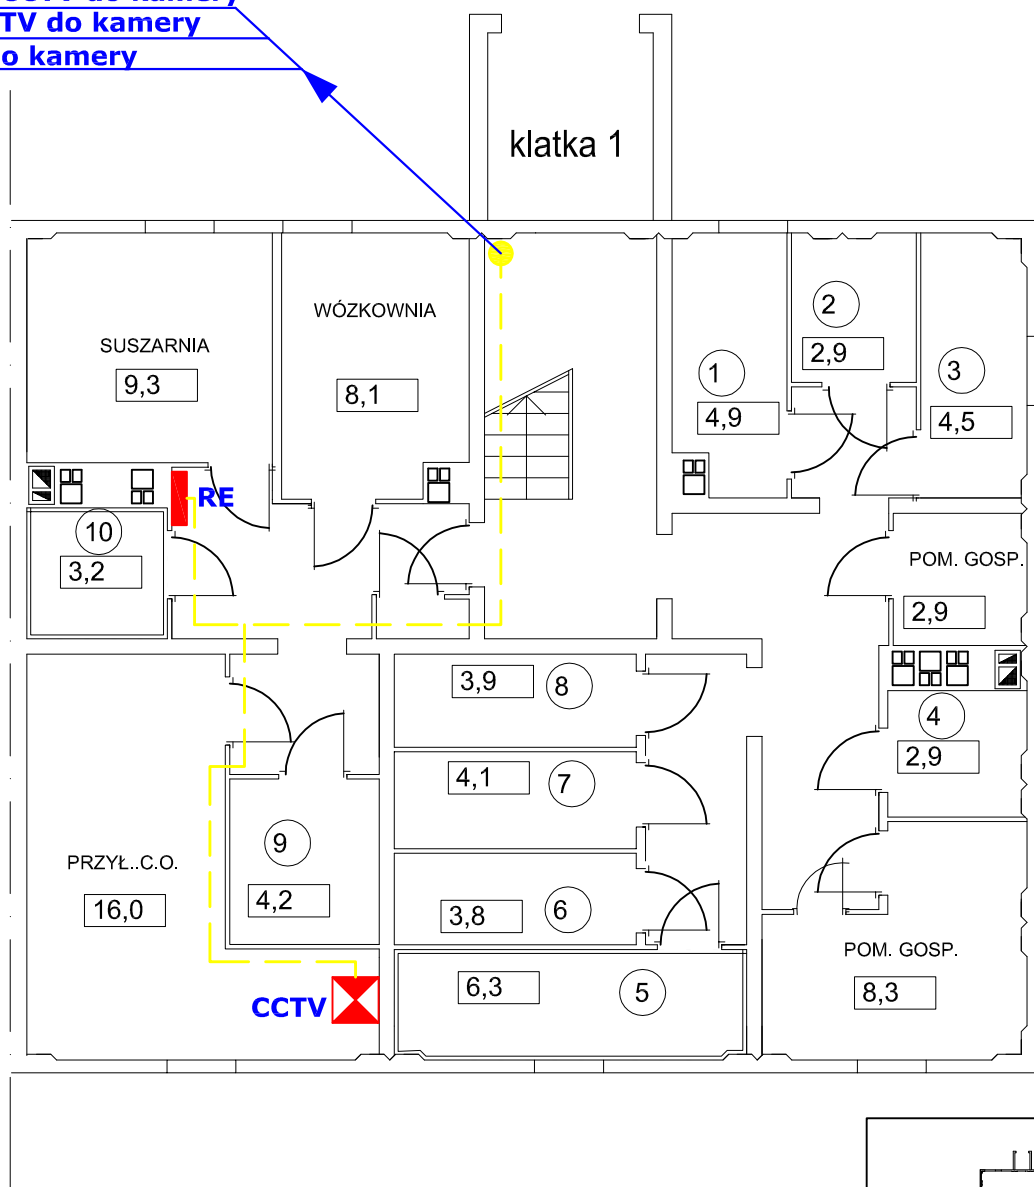 TV do kamery
o kamery
klatka 1
WÓZKOWNIA
8,1
SUSZARNIA
9,3
1
4,9
2
2,9
3
4,5
RE
10
3,2
POM. GOSP.
2,9
3,9
8
4
2,9
4,1
7
9
4,2
PRZYŁ..C.O.
16,0
3,8
6
POM. GOSP.
8,3
6,3
5
CCTV